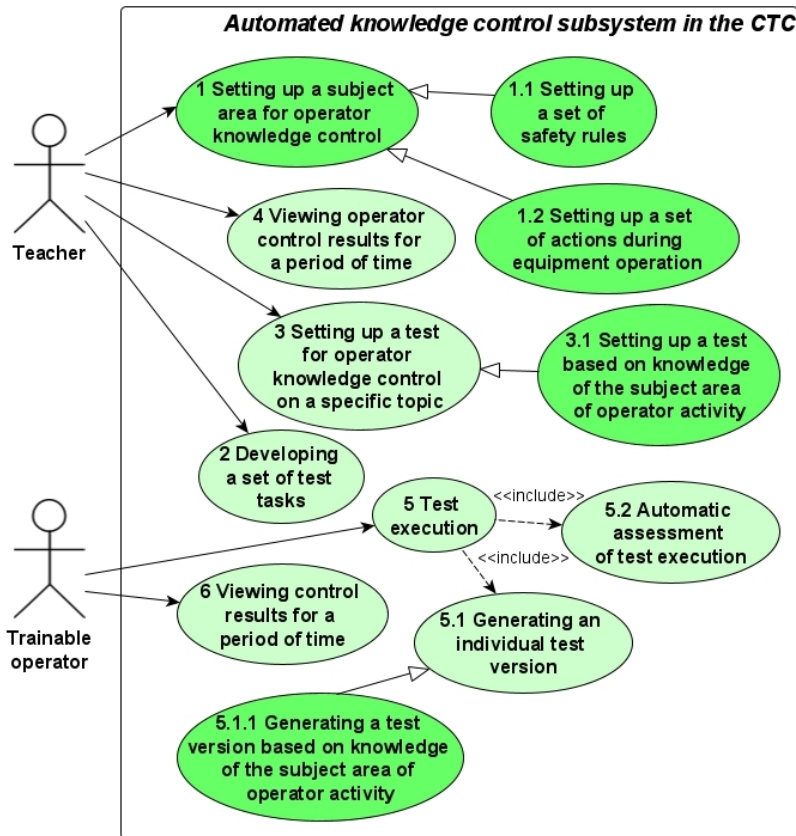 Automated knowledge control subsystem in the CTC
1 Setting up a subject
area for operator
knowledge control
1.1 Setting up
a set of
safety rules
Teacher
4 Viewing operator
control results for
a period of time
1.2 Setting up a set
of actions during
equipment operation
3 Setting up a test
for operator
knowledge control
on a specific topic
3.1 Setting up a test
based on knowledge
of the subject area
of operator activity
2 Developing
a set of test
tasks
5 Test
execution
<<include>>
5.2 Automatic
assessment
of test execution
<<include>>
Trainable
operator
6 Viewing control
results for a
period of time
5.1 Generating an
individual test
version
5.1.1 Generating a test
version based on knowledge
of the subject area of
operator activity